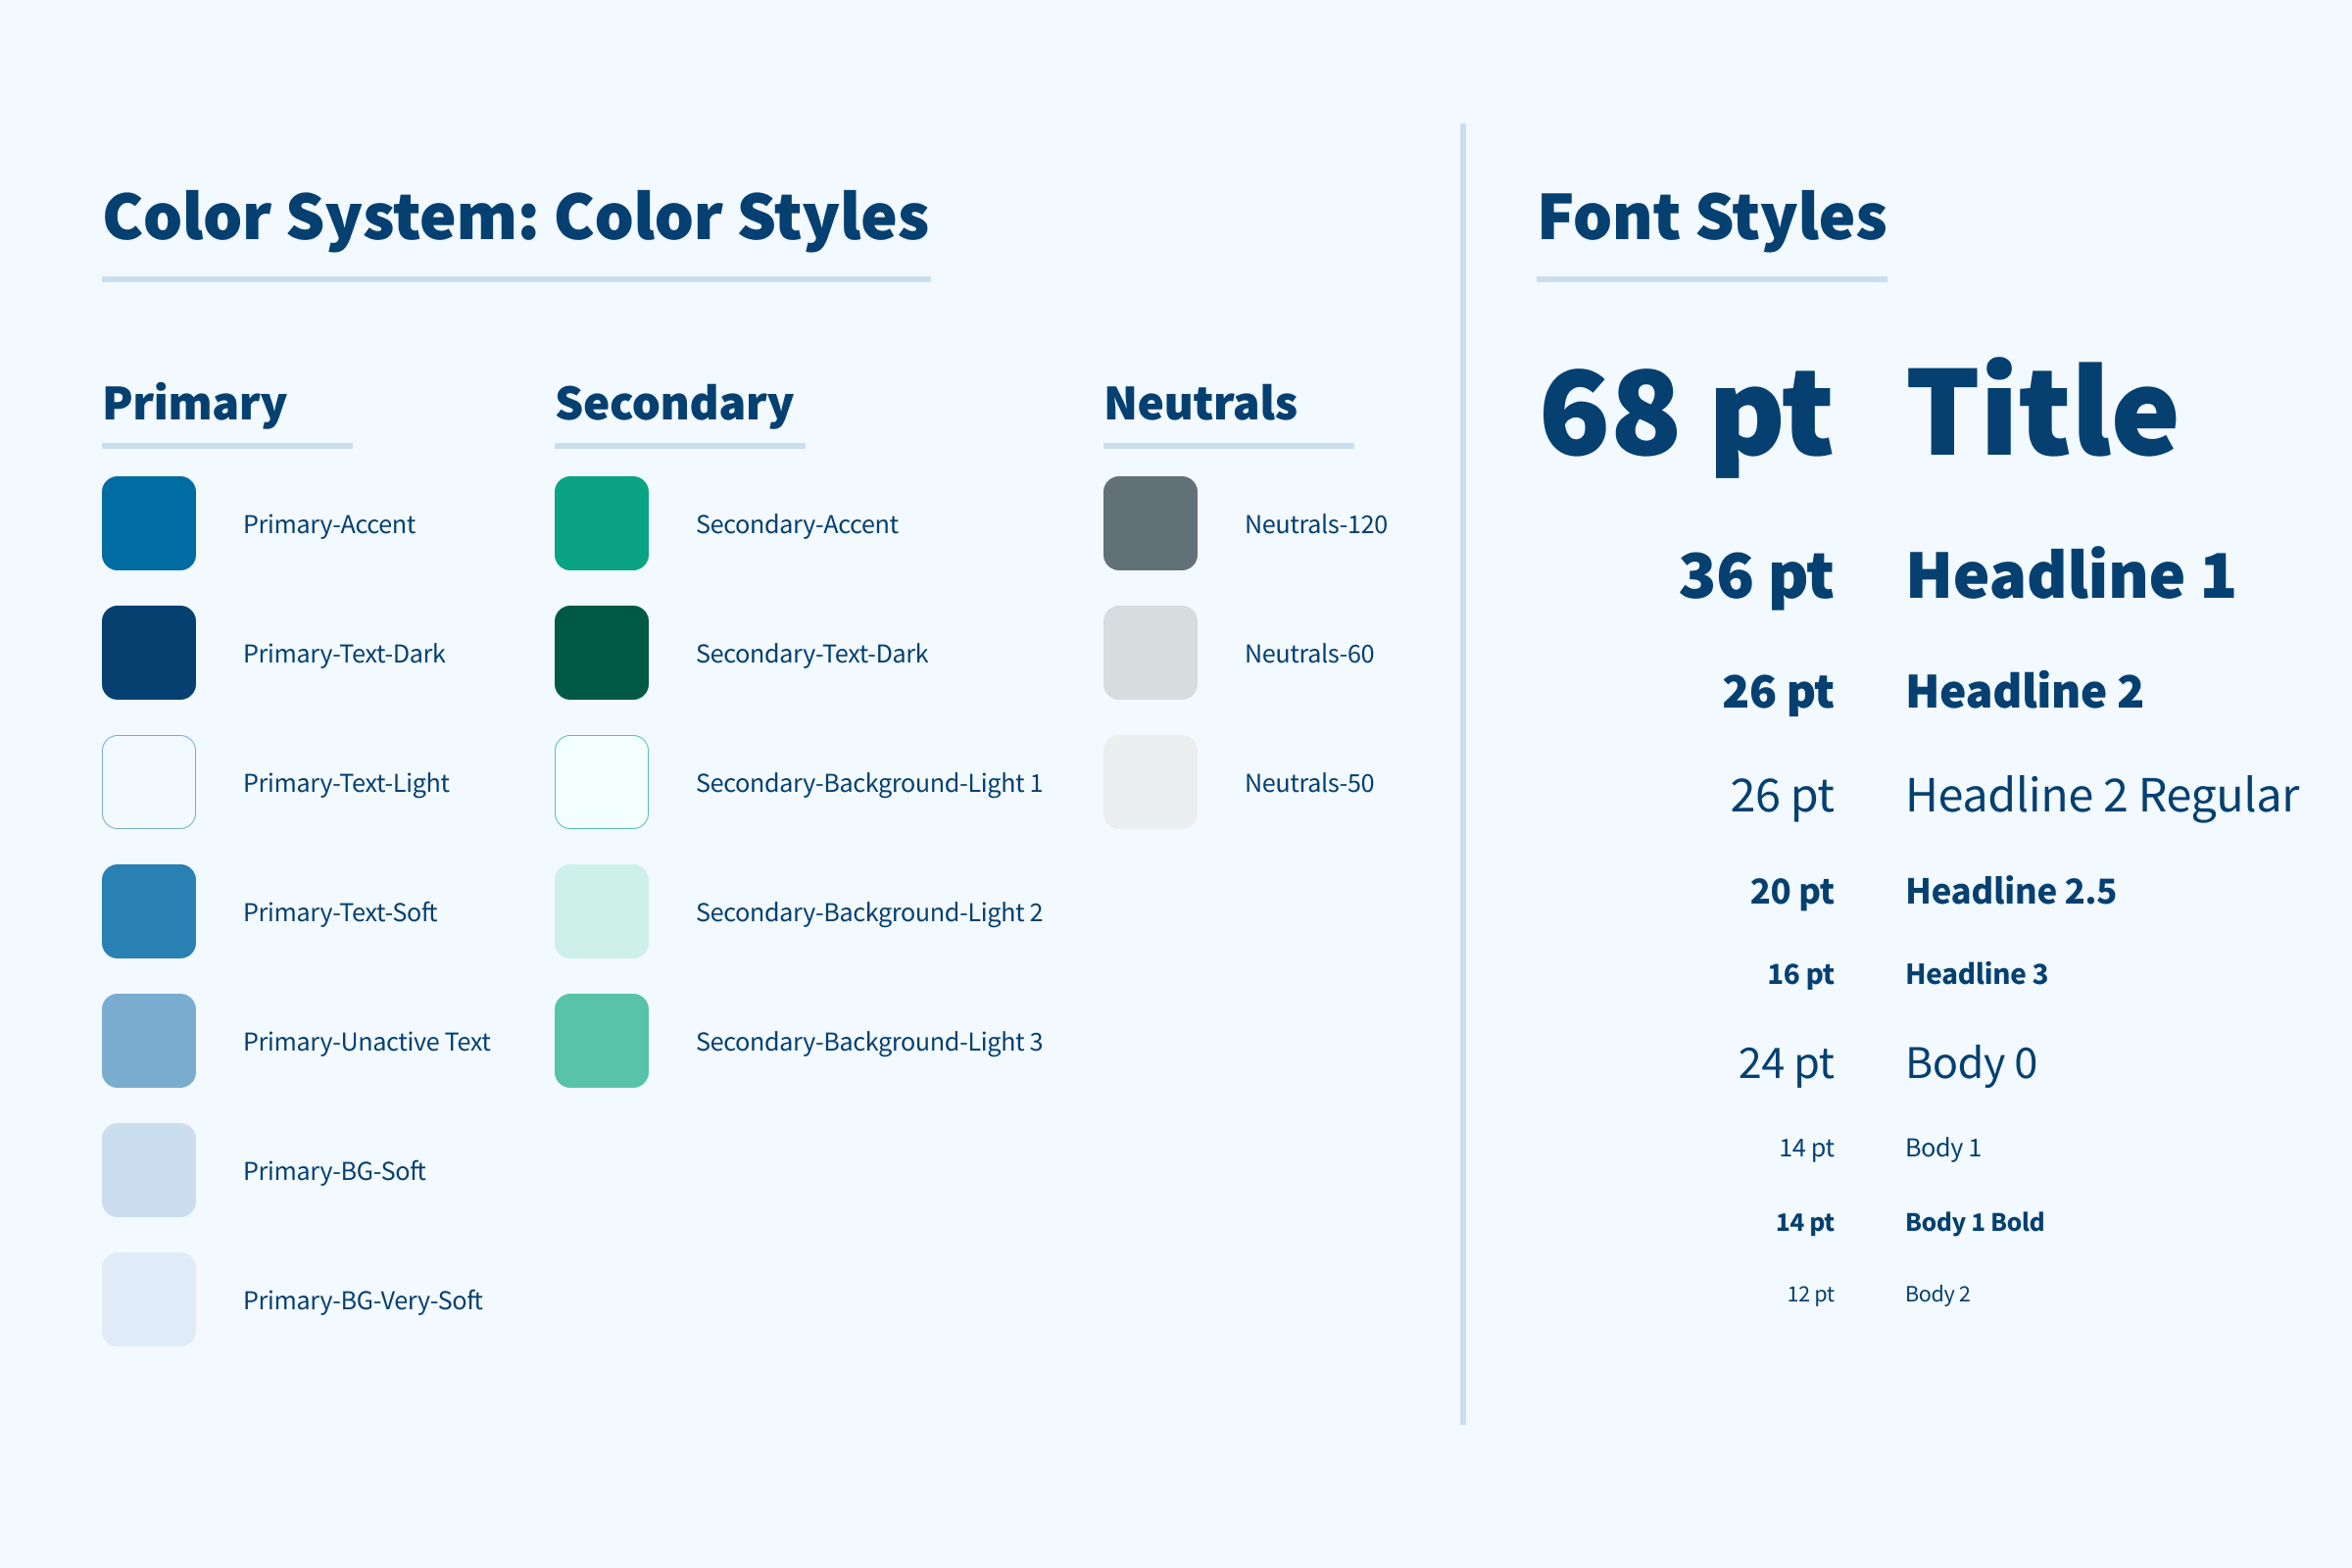 Color System: Color Styles
Primary
Primary-Accent
Primary-Text-Dark
Primary-Text-Light
Primary-Text-Soft
Primary-Unactive Text
Primary-BG-Soft
Primary-BG-Very-Soft
Secondary
Secondary-Accent
Secondary-Text-Dark
Secondary-Background-Light 1
Secondary-Background-Light 2
Secondary-Background-Light 3
Neutrals
Neutrals-120
Neutrals-60
Neutrals-50
Font Styles
68 pt Title
36 pt Headline 1
26 pt Headline 2
26 pt Headline 2 Regular
20 pt Headline 2.5
16 pt Headline 3
24 pt Body 0
14 pt Body 1
14 pt Body 1 Bold
12 pt Body 2